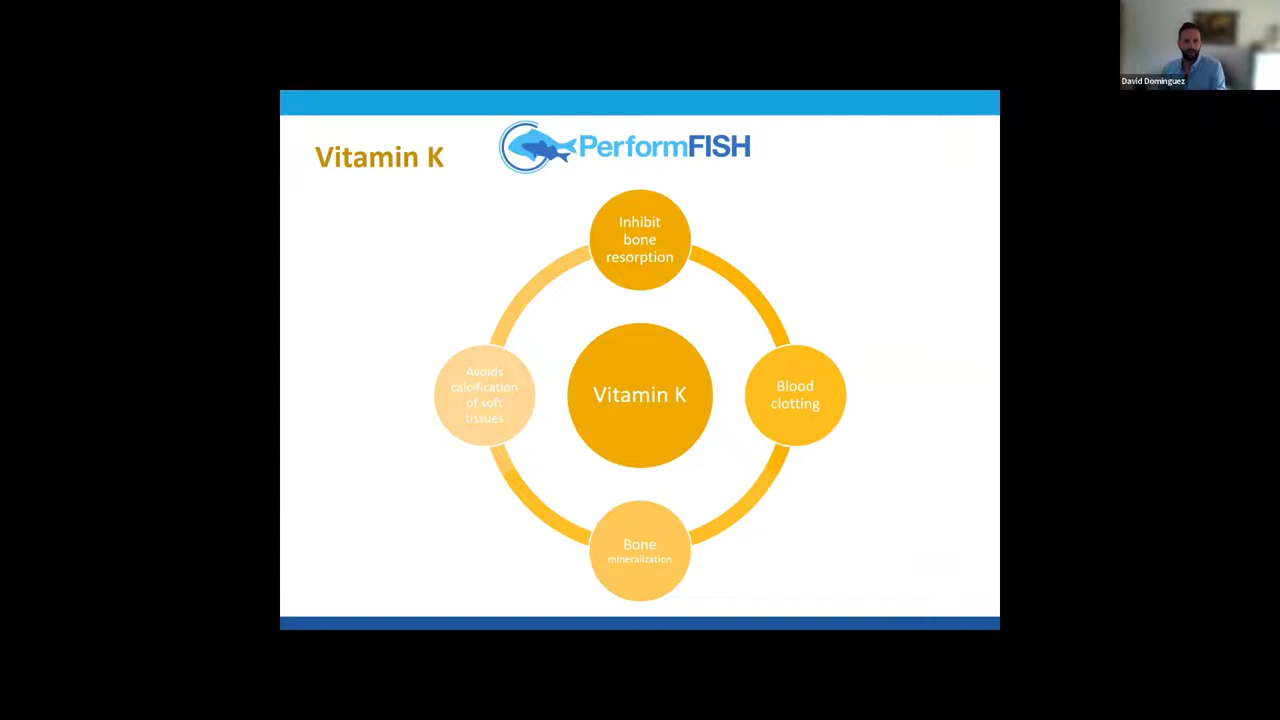 David Dominguez
Vitamin K
PerformFISH
Inhibit
bone
resorption
Avoids
calcification
of soft
tissues
Vitamin K
Blood
clotting
Bone
mineralization